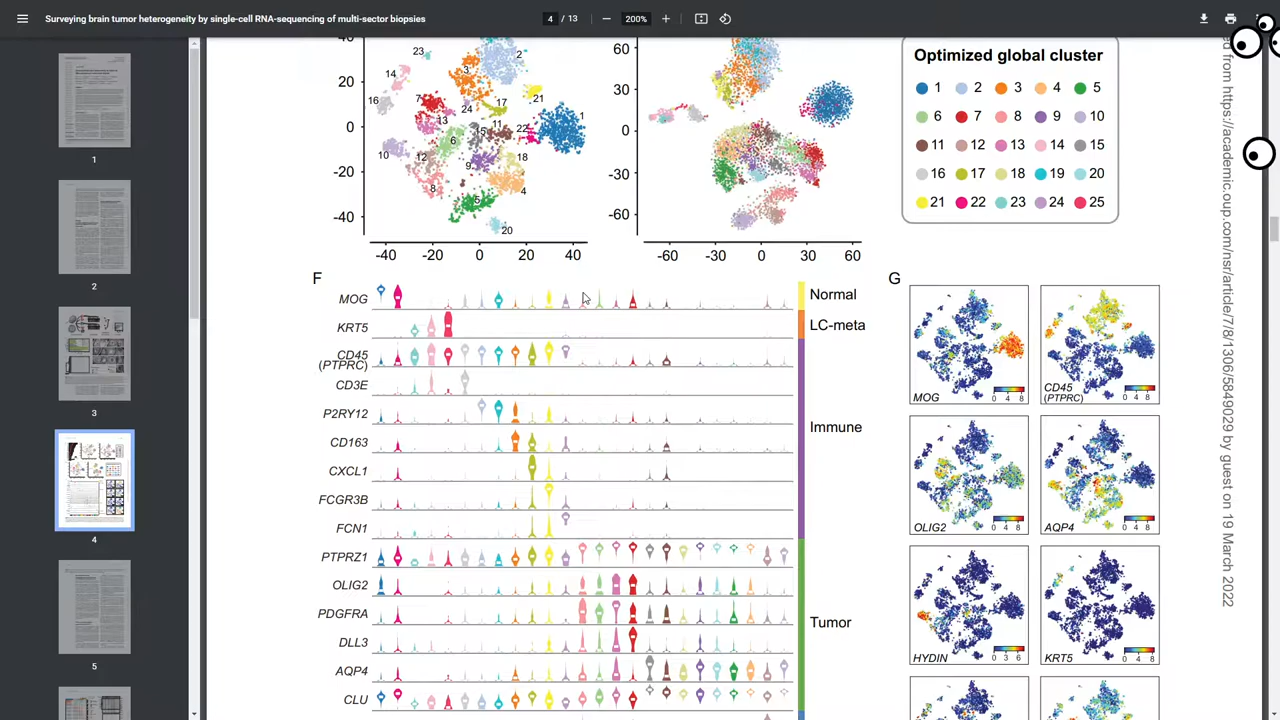 Surveying brain tumor heterogeneity by single-cell RNA-sequencing of multi-sector biopsies
4 / 13
200%
1
2
3
4
5
40
20
0
-20
-40
-40 -20 0 20 40
23
2
14
3
16
7
24
17
21
13
11
22
1
6
15
10
12
9
18
8
4
5
20
60
30
0
-30
-60
-60 -30 0 30 60
Optimized global cluster
1 2 3 4 5
6 7 8 9 10
11 12 13 14 15
16 17 18 19 20
21 22 23 24 25
F
MOG
KRT5
CD45
(PTPRC)
CD3E
P2RY12
CD163
CXCL1
FCGR3B
FCN1
PTPRZ1
OLIG2
PDGFRA
DLL3
AQP4
CLU
Normal
LC-meta
Immune
Tumor
G
MOG
0 4 8
CD45
(PTPRC)
0 4 8
OLIG2
0 4 8
AQP4
0 4 8
HYDIN
0 3 6
KRT5
0 4 8
ed from https://academic.oup.com/nsr/article/7/8/1306/5849029 by guest on 19 March 2022